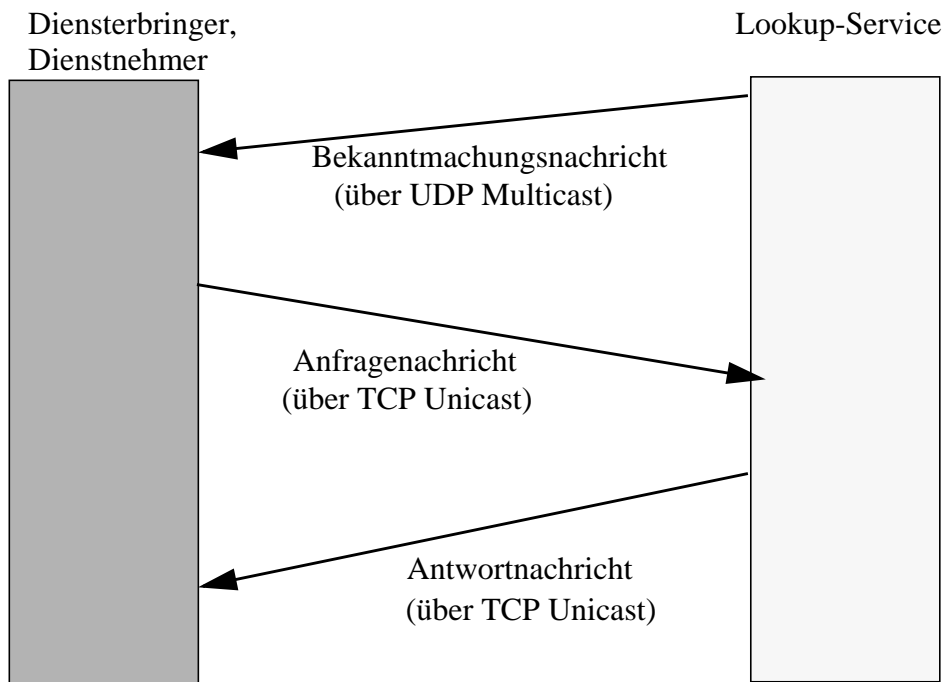 Diensterbringer,
Dienstnehmer
Lookup-Service
Bekanntmachungsnachricht
(über UDP Multicast)
Anfragenachricht
(über TCP Unicast)
Antwortnachricht
(über TCP Unicast)